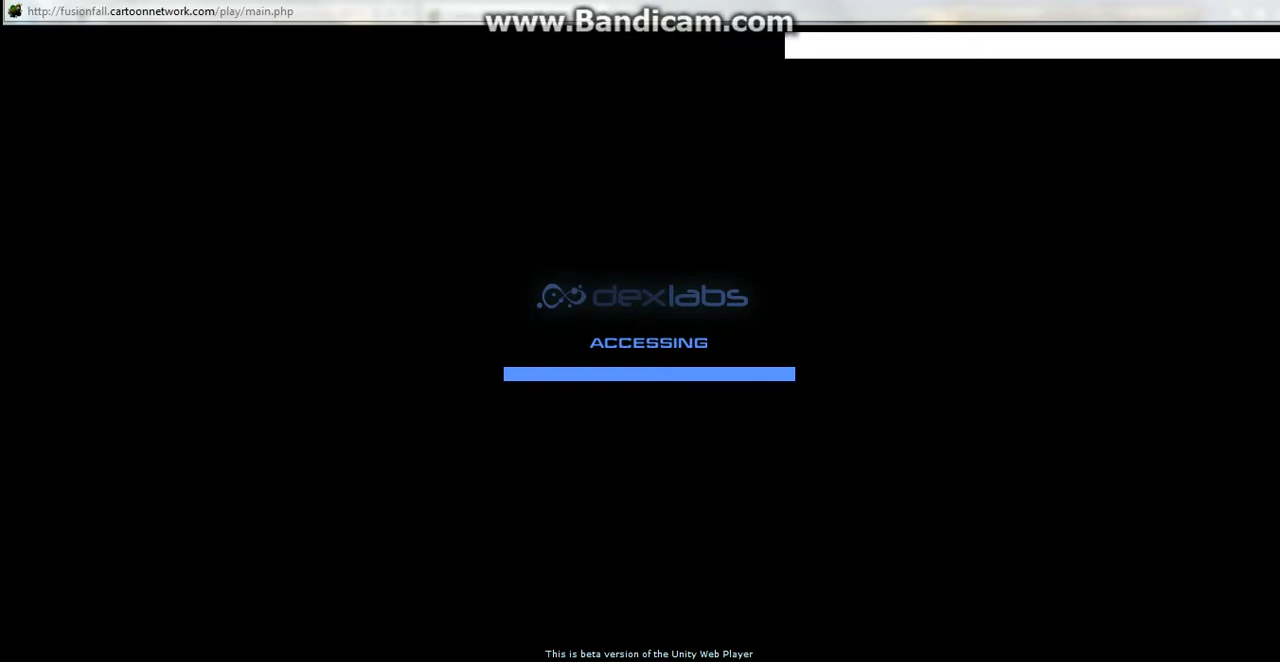 http://fusionfall.cartoonnetwork.com/play/main.php
www.Bandicam.com
dexlabs
ACCESSING
This is beta version of the Unity Web Player